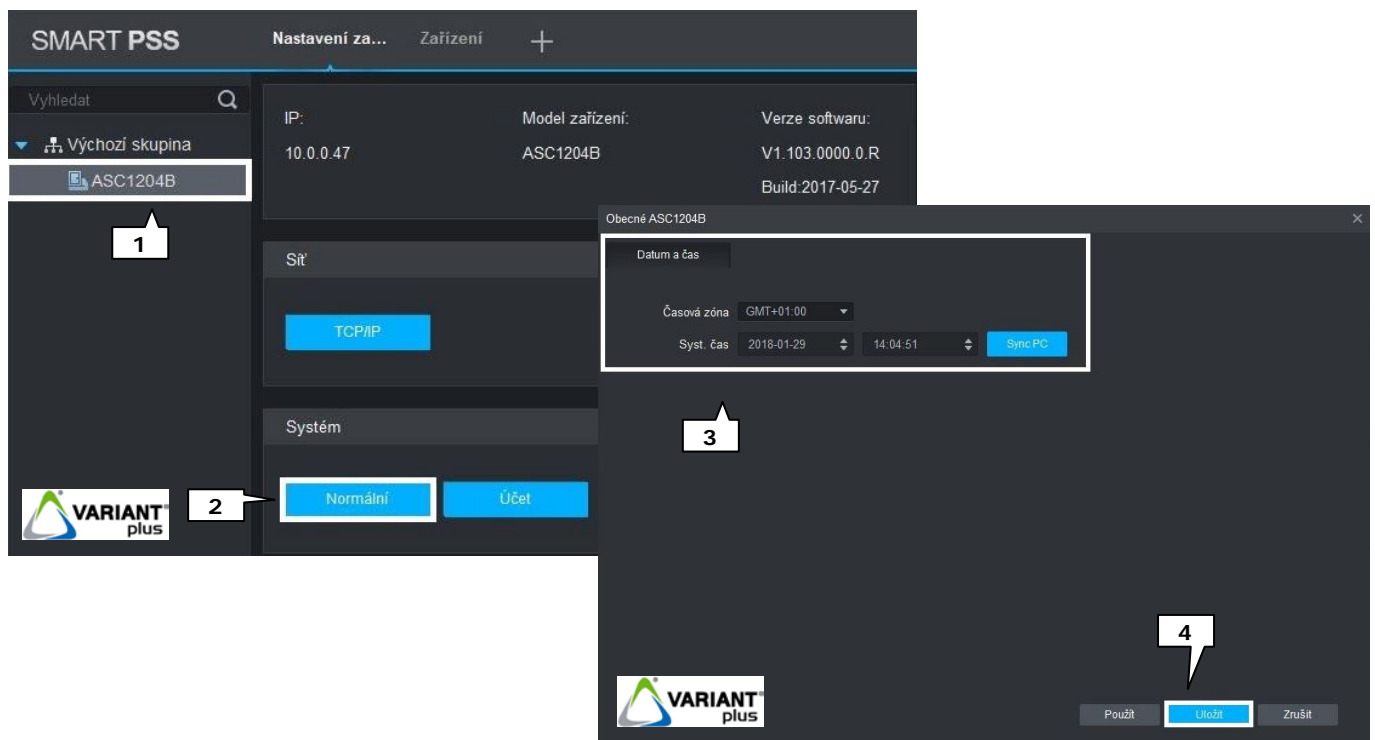 SMART PSS
Nastavení za... Zařízení
Vyhledat
IP: Model zařízení: Verze softwaru:
Výchozí skupina
10.0.0.47 ASC1204B V1.103.0000.0.R
ASC1204B
Build:2017-05-27
1
Síť
TCP/IP
Systém
2
Normální Účet
VARIANT
plus
Obecné ASC1204B
Datum a čas
Časová zóna GMT+01:00
Syst. čas 2018-01-29 14:04:51 Sync PC
3
4
VARIANT
plus
Použít Uložit Zrušit